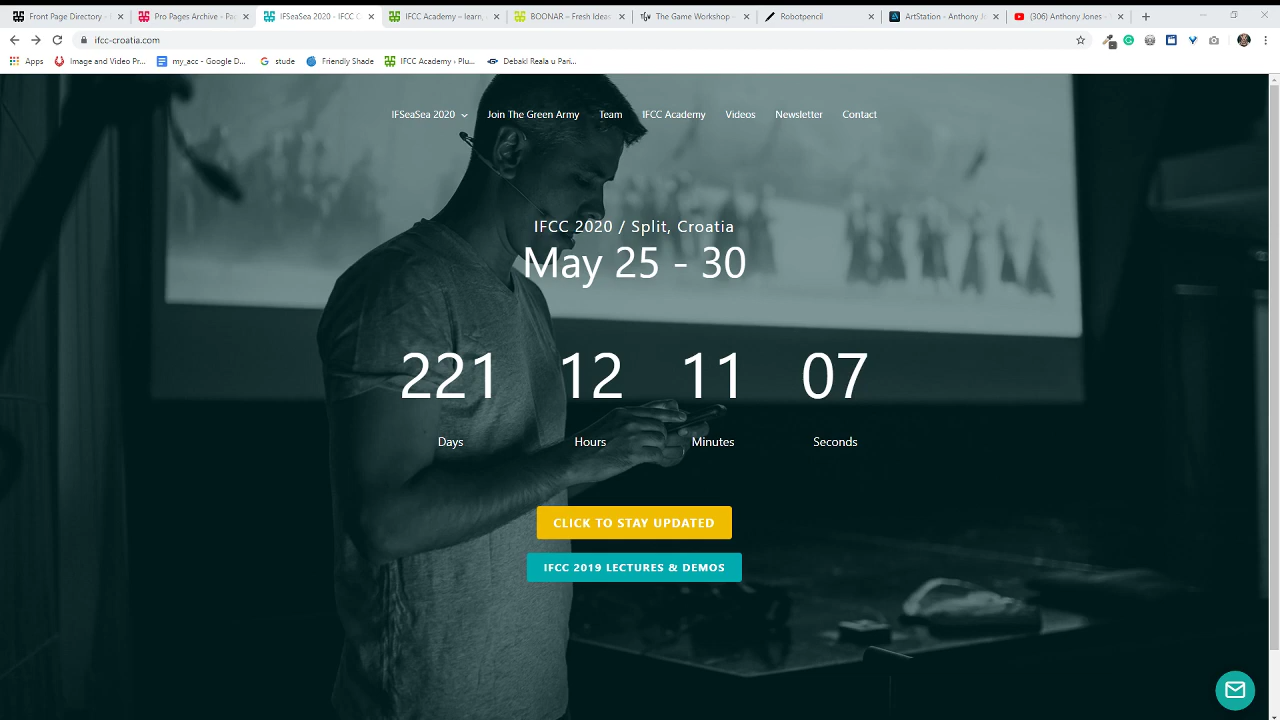 Front Page Directory -
Pro Pages Archive - Pa
IFSeaSea 2020 - IFCC C
IFCC Academy – learn,
BOONAR – Fresh Ideas
The Game Workshop -
Robotpencil
ArtStation - Anthony J
(306) Anthony Jones -
ifcc-croatia.com
Apps
Image and Video Pr...
my_acc - Google D...
stude
Friendly Shade
IFCC Academy ‹ Plu...
Debakl Reala u Pari...
IFSeaSea 2020
Join The Green Army
Team
IFCC Academy
Videos
Newsletter
Contact
IFCC 2020 / Split, Croatia
May 25 - 30
221 12 11 07
Days Hours Minutes Seconds
CLICK TO STAY UPDATED
IFCC 2019 LECTURES & DEMOS